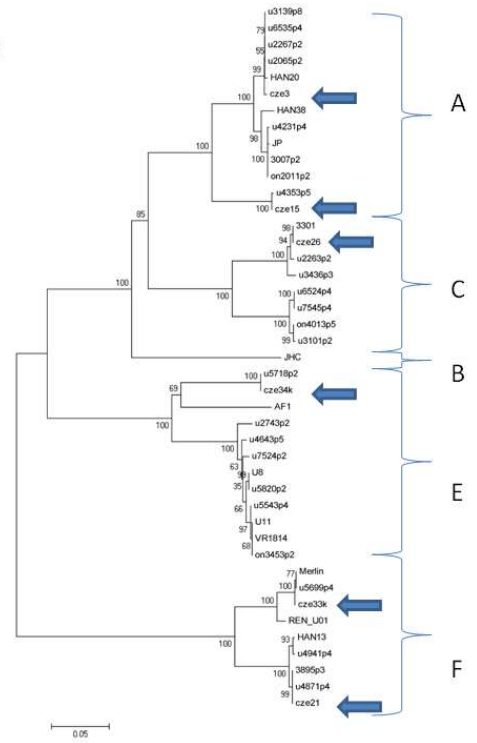 u3139p8
79
u6535p4
u2267p2
55
u2065p2
99
HAN20
cze3
A
100
HAN38
u4231p4
98
JP
100
3007p2
on2011p2
100
u4353p5
100
cze15
98
3301
94
cze26
85
u2263p2
100
u3436p3
C
100
100
u6524p4
u7545p4
100
on4013p5
99
u3101p2
100
JHC
B
100
u5718p2
69
cze34k
AF1
100
u2743p2
u4643p5
100
u7524p2
63
U8
35
u5820p2
E
u5543p4
66
U11
97
VR1814
68
on3453p2
77
Merlin
100
u5699p4
100
cze33k
REN_U01
100
93
HAN13
u4941p4
F
3895p3
100
u4871p4
99
cze21
0.05